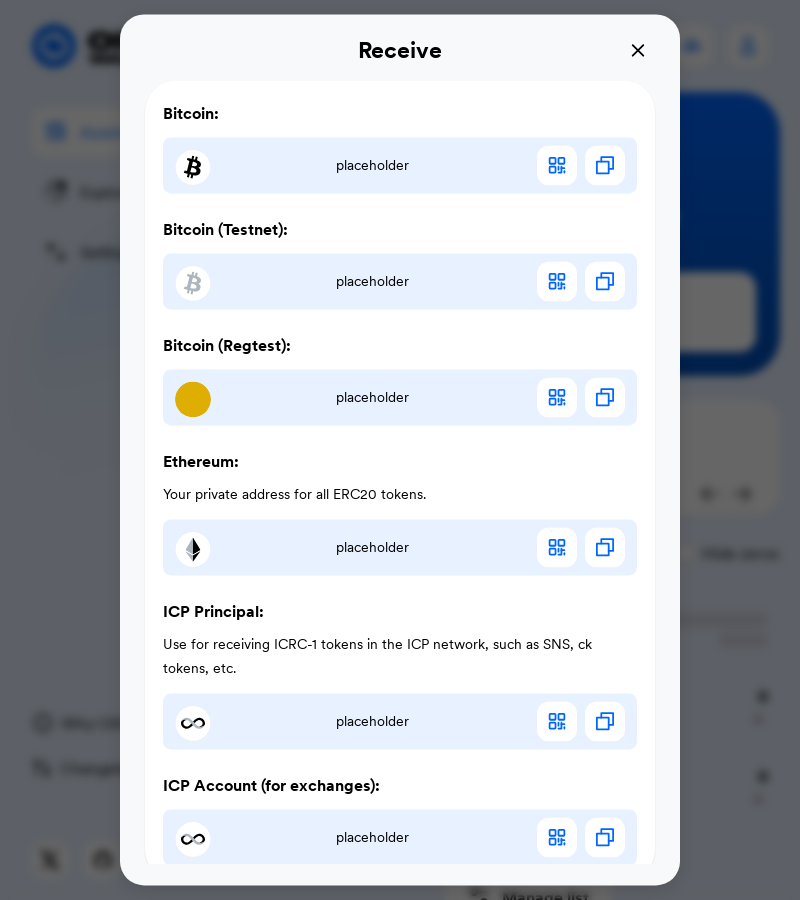 Receive
Bitcoin:
placeholder
Bitcoin (Testnet):
placeholder
Bitcoin (Regtest):
placeholder
Ethereum:
Your private address for all ERC20 tokens.
placeholder
ICP Principal:
Use for receiving ICRC-1 tokens in the ICP network, such as SNS, ck
tokens, etc.
placeholder
ICP Account (for exchanges):
placeholder
Manage list